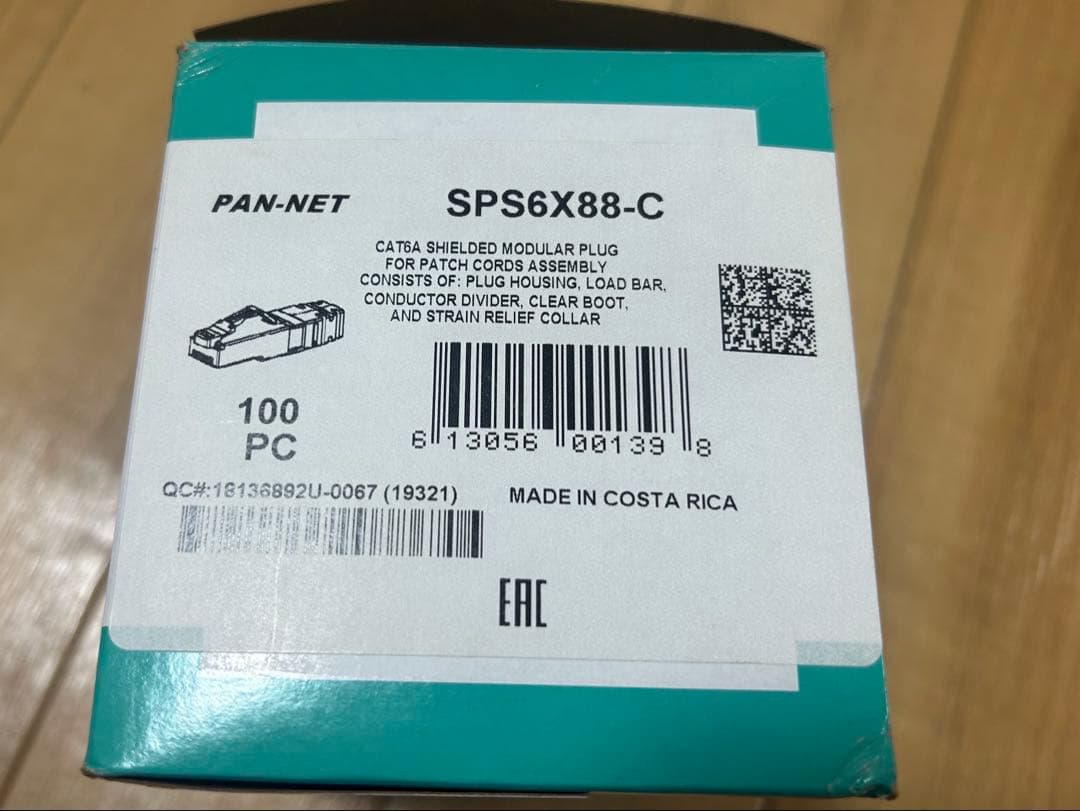 PAN-NET
SPS6X88-C
CAT6A SHIELDED MODULAR PLUG
FOR PATCH CORDS ASSEMBLY
CONSISTS OF: PLUG HOUSING, LOAD BAR,
CONDUCTOR DIVIDER, CLEAR BOOT,
AND STRAIN RELIEF COLLAR
100
PC
6 13056 00139 8
QC#:18136892U-0067 (19321)
MADE IN COSTA RICA
EAC